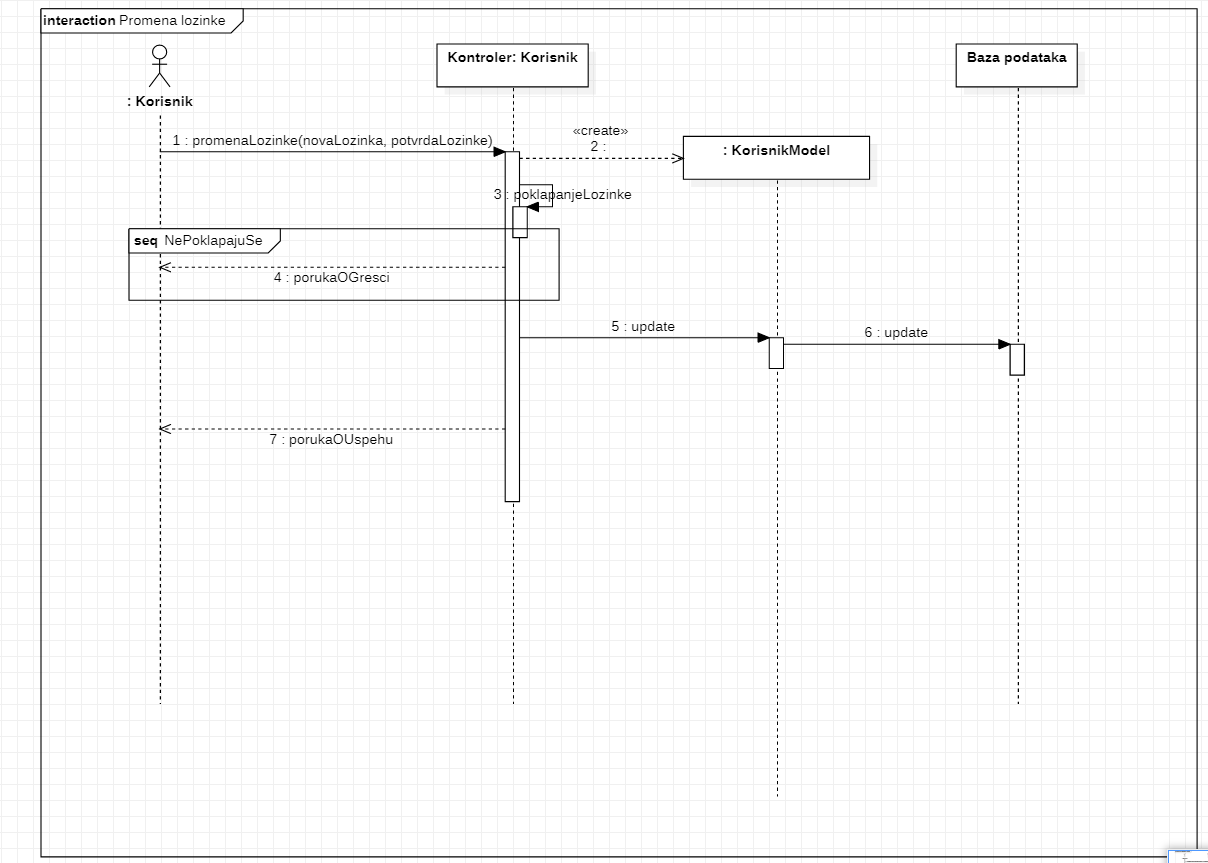 interaction Promena lozinke
: Korisnik
Kontroler: Korisnik
Baza podataka
1 : promenaLozinke(novaLozinka, potvrdaLozinke)
«create»
2 :
: KorisnikModel
3 : poklapanjeLozinke
seq NePoklapajuSe
4 : porukaOGresci
5 : update
6 : update
7 : porukaOUspehu